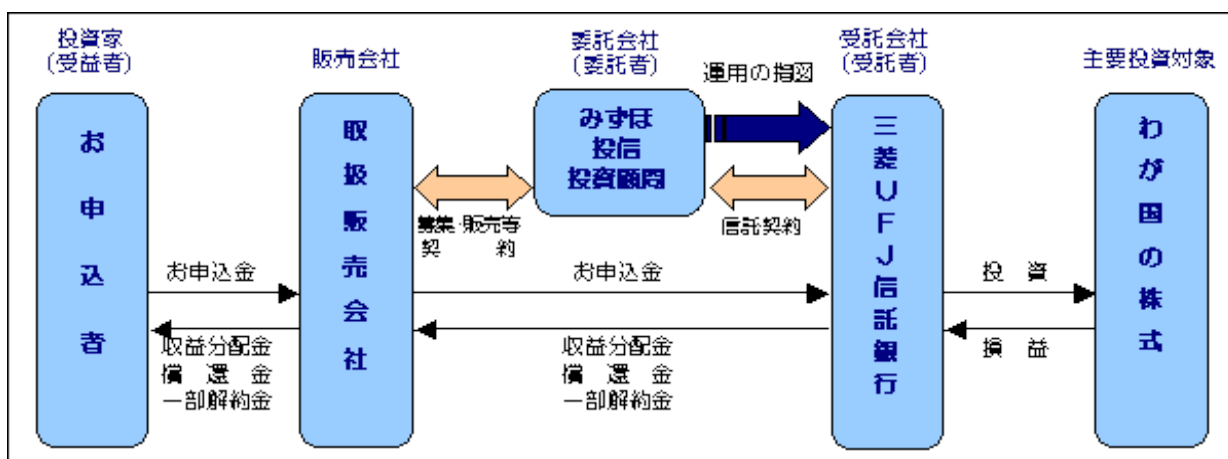 投資家
(受益者)
販売会社
委託会社
(委託者)
受託会社
(受託者)
主要投資対象
運用の指図
お申込者
取扱販売会社
みずほ
投信
投資顧問
三菱UFJ信託銀行
わが国の株式
募集・販売等
契 約
信託契約
お申込金
お申込金
投 資
収益分配金
償 還 金
一部解約金
収益分配金
償 還 金
一部解約金
損 益